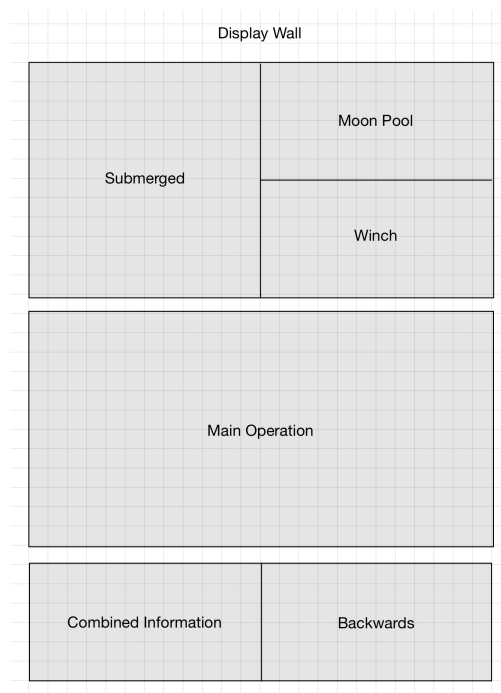 Display Wall
Submerged
Moon Pool
Winch
Main Operation
Combined Information
Backwards